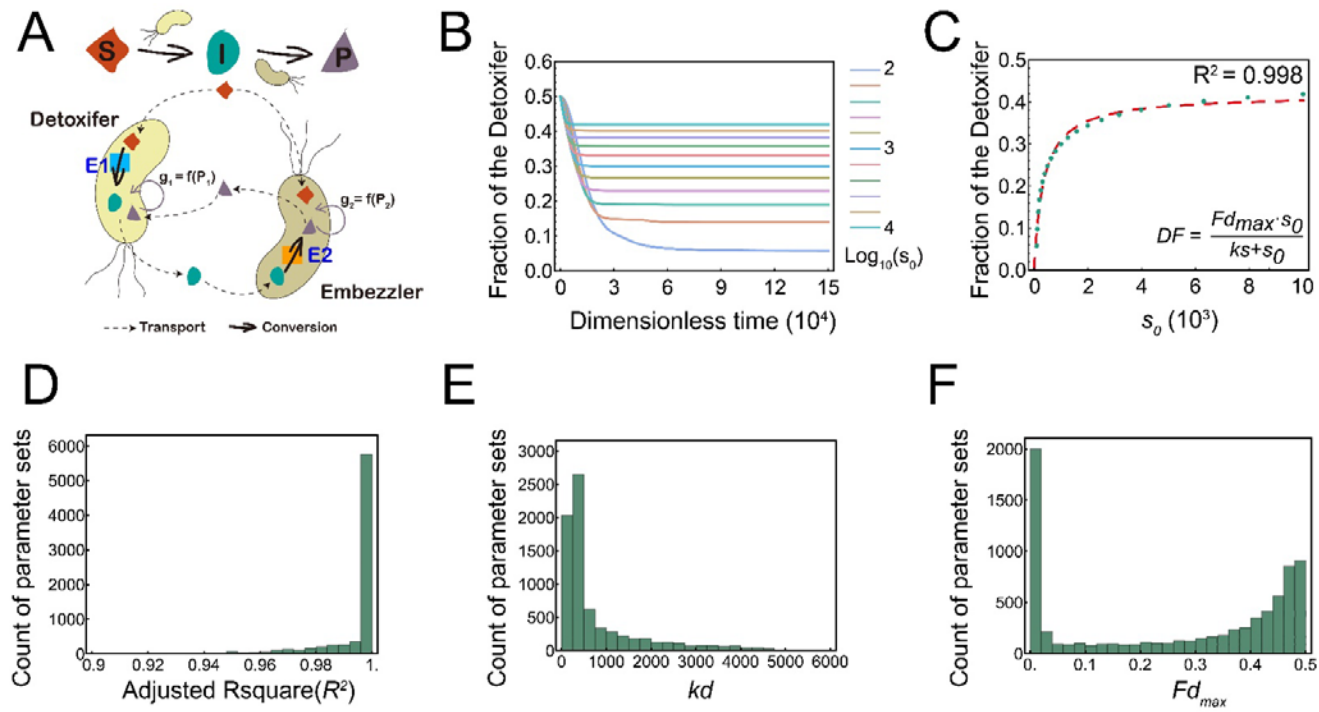 A
S
I
P
Detoxifer
E1
g₁ = f(P₁)
g₂ = f(P₂)
E2
Embezzler
Transport
Conversion
B
Fraction of the Detoxifer
0.6
0.5
0.4
0.3
0.2
0.1
0.0
0 3 6 9 12 15
Dimensionless time (10⁴)
2
3
4
Log₁₀(s₀)
C
Fraction of the Detoxifer
0.5
0.4
0.3
0.2
0.1
0.0
0 2 4 6 8 10
s₀ (10³)
R² = 0.998
DF = Fd_max·s₀ / ks+s₀
D
Count of parameter sets
6000
5000
4000
3000
2000
1000
0
0.9 0.92 0.94 0.96 0.98 1.
Adjusted Rsquare(R²)
E
Count of parameter sets
3000
2500
2000
1500
1000
500
0
0 1000 2000 3000 4000 5000 6000
kd
F
Count of parameter sets
2000
1500
1000
500
0
0.0 0.1 0.2 0.3 0.4 0.5
Fd_max